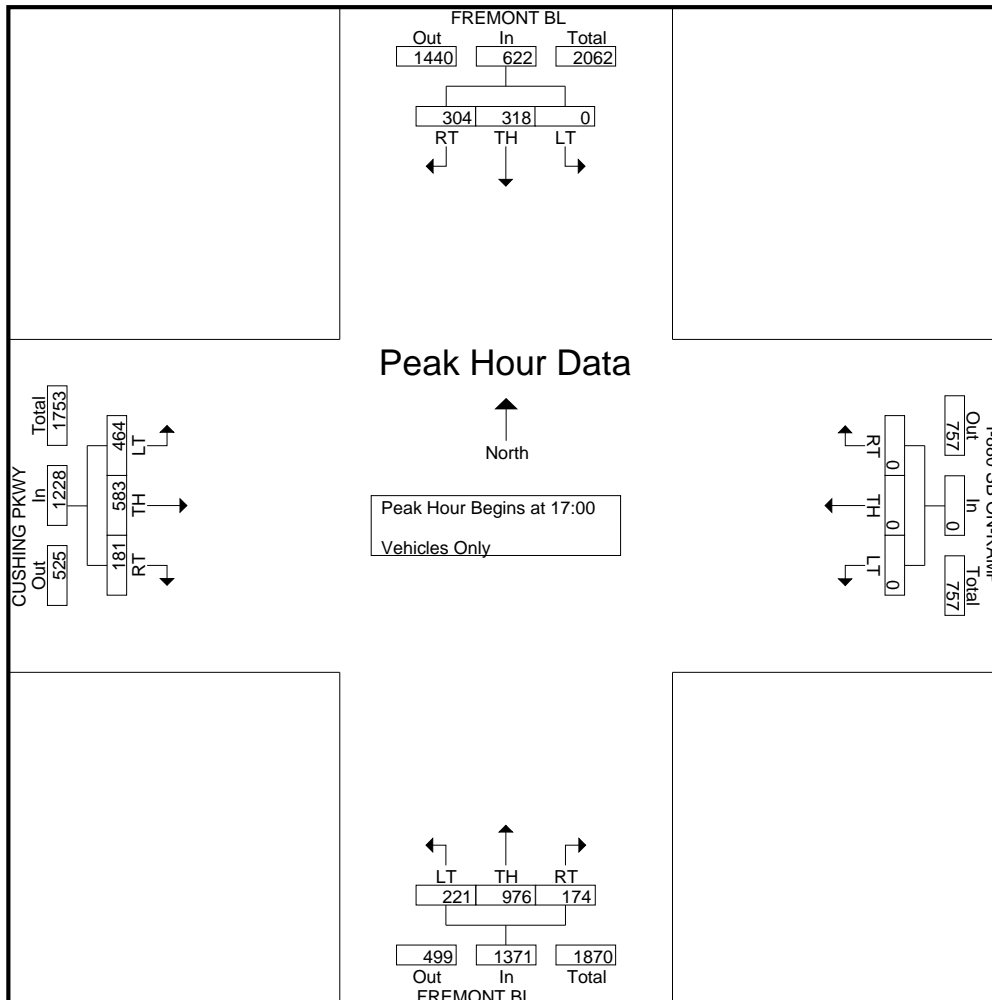 FREMONT BL
Out In Total
1440 622 2062
304 318 0
RT TH LT
Peak Hour Data
North
Peak Hour Begins at 17:00
Vehicles Only
CUSHING PKWY
Total In Out
1753 1228 525
464 583 181
LT TH RT
RT TH LT
0 0 0
Out In Total
757 0 757
SB ON-RAMP
LT TH RT
221 976 174
499 1371 1870
Out In Total
FREMONT BL